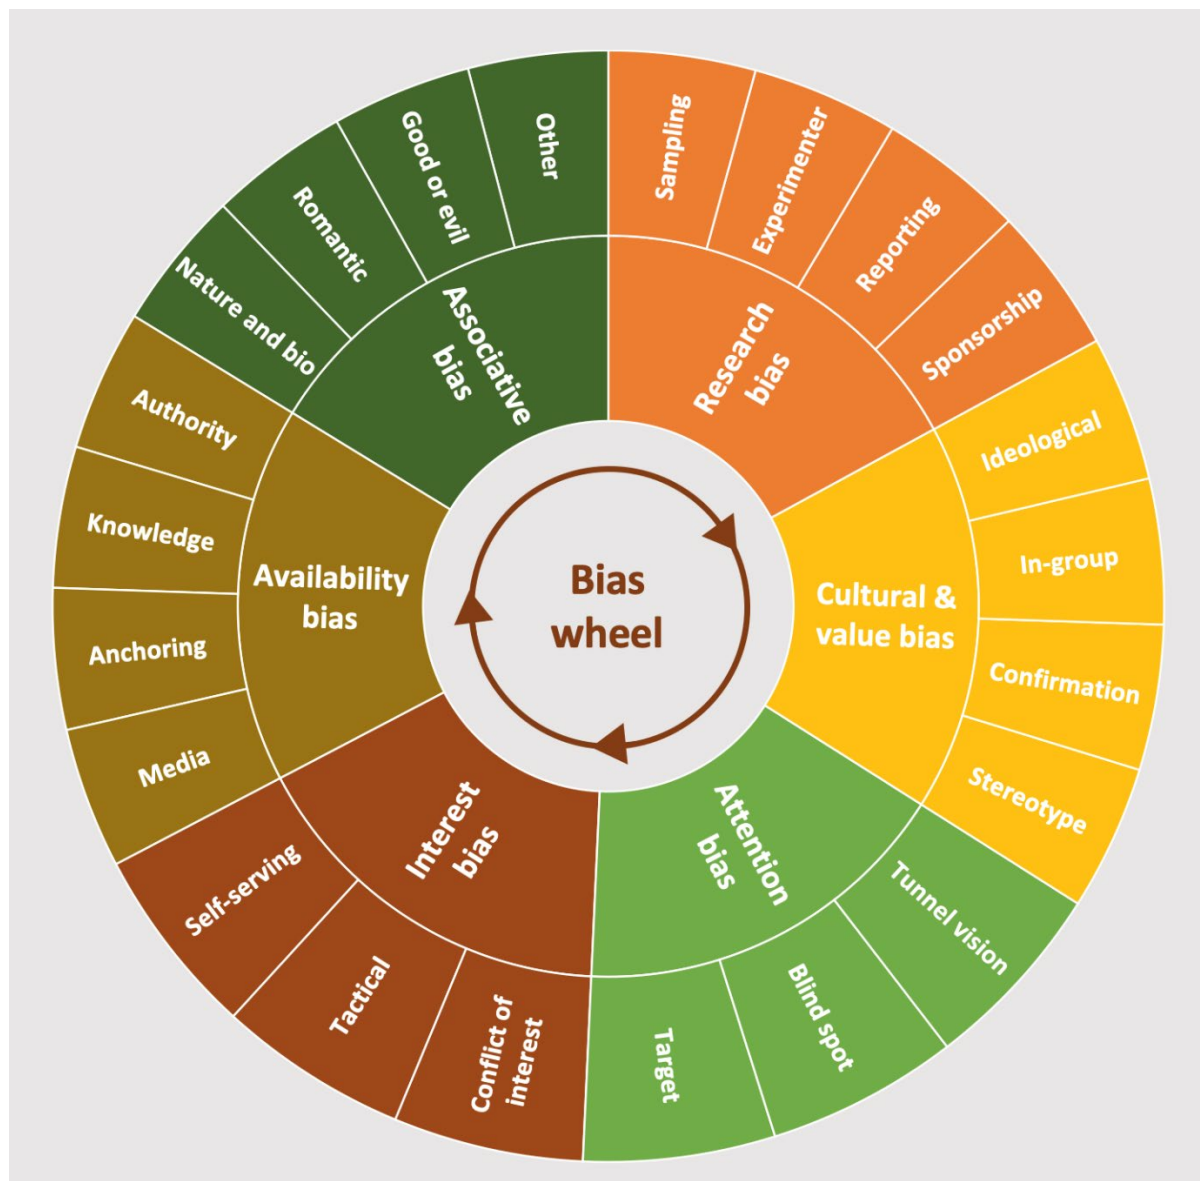 Bias
wheel
Research
bias
Sampling
Experimenter
Reporting
Sponsorship
Cultural &
value bias
Ideological
In-group
Confirmation
Stereotype
Attention
bias
Tunnel vision
Blind spot
Target
Interest
bias
Conflict of
interest
Tactical
Self-serving
Availability
bias
Media
Anchoring
Knowledge
Authority
Associative
bias
Nature and bio
Romantic
Good or evil
Other